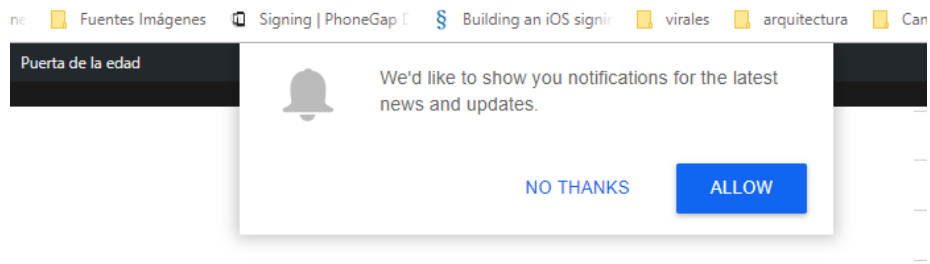 Fuentes Imágenes
Signing | PhoneGap
Building an iOS signin
virales
arquitectura
Puerta de la edad
We'd like to show you notifications for the latest
news and updates.
NO THANKS
ALLOW